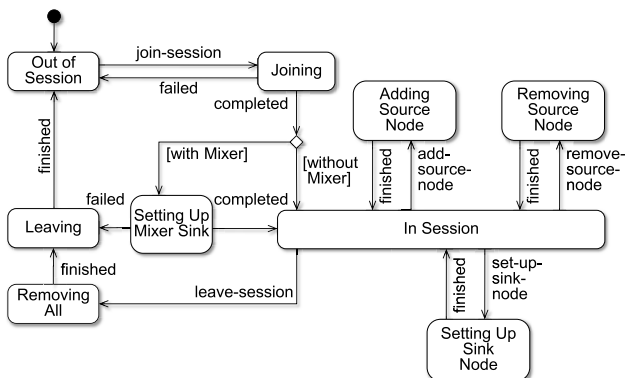 Out of
Session
join-session
failed
Joining
completed
Adding
Source
Node
Removing
Source
Node
[with Mixer]
[without
Mixer]
finished
add-
source-
node
finished
remove-
source-
node
finished
failed
completed
Leaving
Setting Up
Mixer Sink
In Session
finished
leave-session
Removing
All
finished
set-up-
sink-
node
Setting Up
Sink
Node